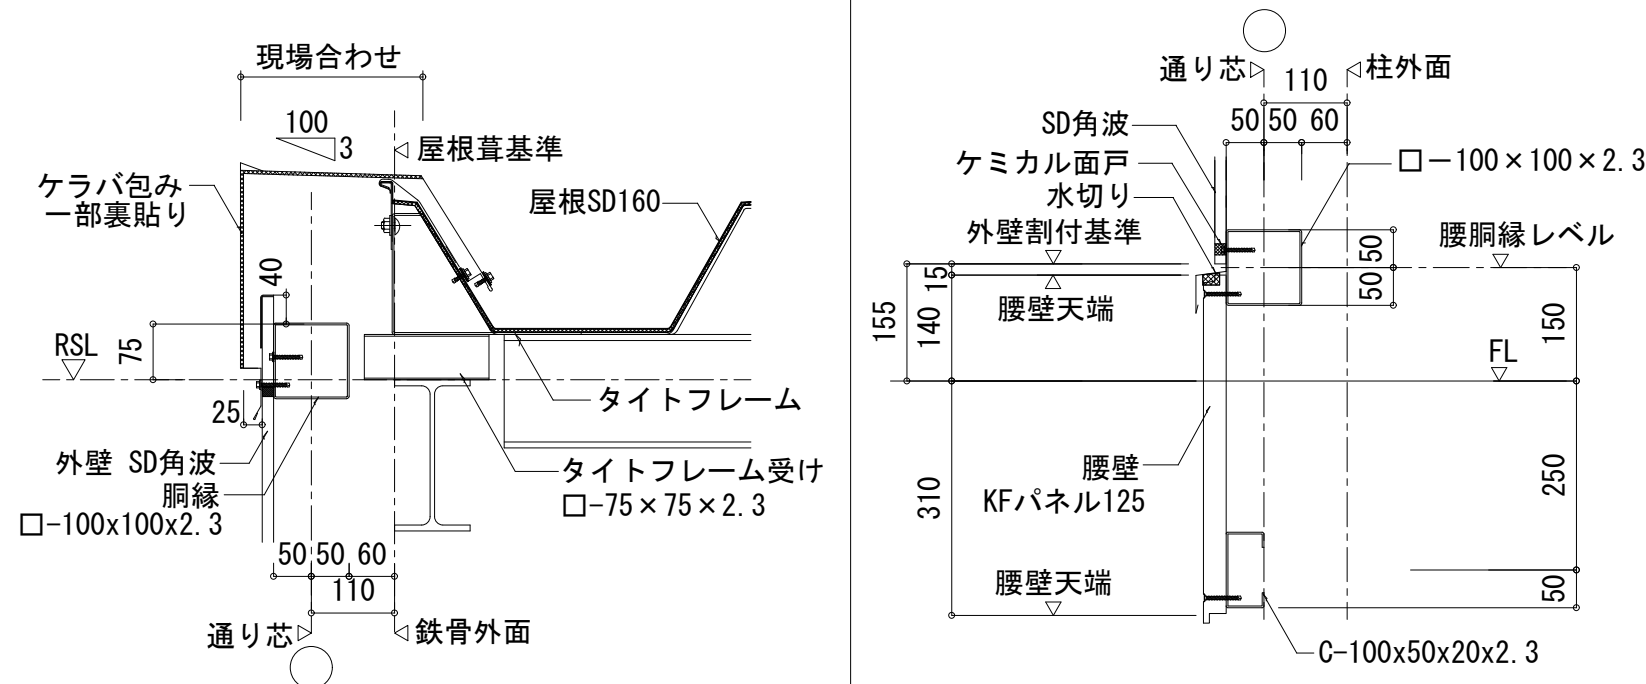 現場合わせ
100
3
屋根葺基準
ケラバ包み
一部裏貼り
屋根SD160
40
RSL
75
25
タイトフレーム
外壁 SD角波
胴縁
□-100x100x2.3
タイトフレーム受け
□-75×75×2.3
50 50 60
110
通り芯
鉄骨外面
通り芯
柱外面
110
50 50 60
SD角波
ケミカル面戸
水切り
□-100×100×2.3
外壁割付基準
腰胴縁レベル
50
50
15
腰壁天端
155
140
150
FL
腰壁
KFパネル125
310
250
腰壁天端
50
C-100x50x20x2.3